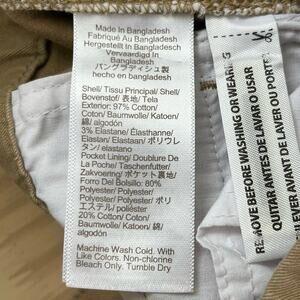 Made in Bangladesh
Fabriqué Au Bangladesh
Hergestellt In Bangladesh
Vervaardigd In
Bangladesh
バングラディッシュ製
hecho en bangladesh
Shell/ Tissu Principal/ Shell/
Bovenstof/ 表地/ Tela
Exterior: 97% Cotton/
Coton/ Baumwolle/ Katoen/
綿/ algodón
3% Elastane/ Élasthanne/
Elastan/ Elastaan/ ポリウレ
タン/ elastano
Pocket Lining/ Doublure De
La Poche/ Taschenfutter/
Zakvoering/ ポケット裏地/
Forro Del Bolsillo: 80%
Polyester/ Polyester/
Polyester/ Polyester/ ポリ
エステル/ poliéster
20% Cotton/ Coton/
Baumwolle/ Katoen/ 綿/
algodón
Machine Wash Cold. With
Like Colors. Non-chlorine
Bleach Only. Tumble Dry
REMOVE BEFORE WASHING OR WEARING
QUITAR ANTES DE LAVAR O USAR
ENLEVER AVANT DE LAVER OU PORTER